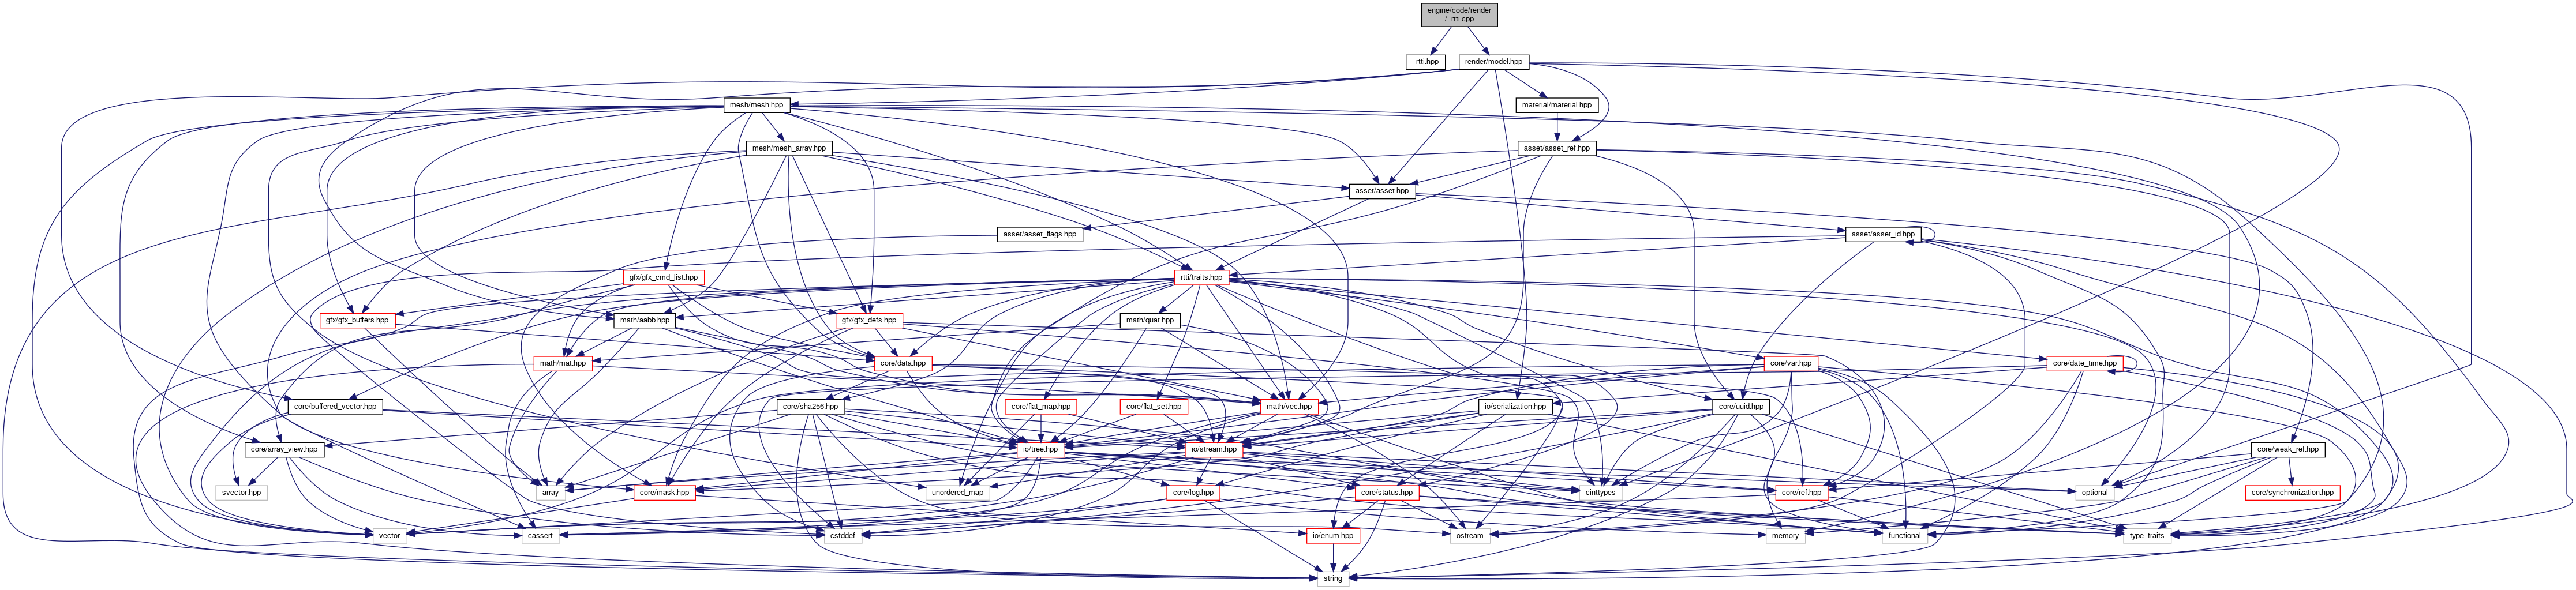 engine/code/render
/_rtti.cpp
_rtti.hpp
render/model.hpp
mesh/mesh.hpp
material/material.hpp
mesh/mesh_array.hpp
asset/asset_ref.hpp
asset/asset.hpp
asset/asset_flags.hpp
asset/asset_id.hpp
gfx/gfx_cmd_list.hpp
rtti/traits.hpp
gfx/gfx_buffers.hpp
math/aabb.hpp
gfx/gfx_defs.hpp
math/quat.hpp
math/mat.hpp
core/data.hpp
core/var.hpp
core/date_time.hpp
core/buffered_vector.hpp
core/sha256.hpp
core/flat_map.hpp
core/flat_set.hpp
math/vec.hpp
io/serialization.hpp
core/uuid.hpp
core/array_view.hpp
io/tree.hpp
io/stream.hpp
core/weak_ref.hpp
svector.hpp
array
core/mask.hpp
unordered_map
core/log.hpp
core/status.hpp
cinttypes
core/ref.hpp
optional
core/synchronization.hpp
vector
cassert
cstddef
io/enum.hpp
ostream
memory
functional
type_traits
string